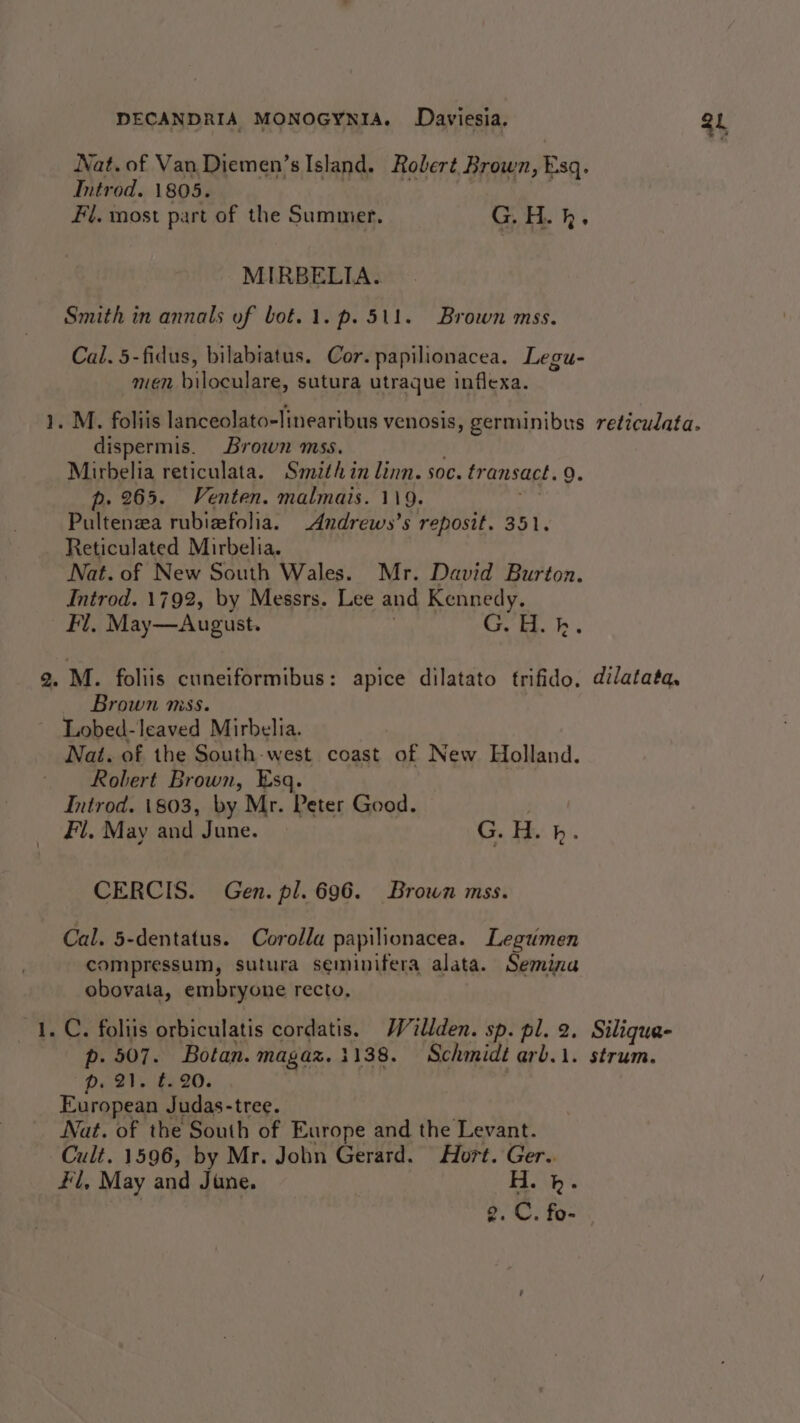 DECANDRIA MONOGYNIA. Daviesia. 21
Nat. of Van Diemen's Island. Robert Brown, Esq.
Introd. 1805.
Fl. most part of the Summer. G. H. ♄.
MIRBELIA.
Smith in annals of bot. 1. p. 511. Brown mss.
Cal. 5-fidus, bilabiatus. Cor. papilionacea. Legu-
men biloculare, sutura utraque inflexa.
1. M. foliis lanceolato-linearibus venosis, germinibus reticulata.
dispermis. Brown mss.
Mirbelia reticulata. Smith in linn. soc. transact. 9.
p. 265. Venten. malmais. 119.
Pultenæa rubiæfolia. Andrews's reposit. 351.
Reticulated Mirbelia.
Nat. of New South Wales. Mr. David Burton.
Introd. 1792, by Messrs. Lee and Kennedy.
Fl. May—August. G. H. ♄.
2. M. foliis cuneiformibus: apice dilatato trifido. dilatata.
Brown mss.
Lobed-leaved Mirbelia.
Nat. of the South-west coast of New Holland.
Robert Brown, Esq.
Introd. 1803, by Mr. Peter Good.
Fl. May and June. G. H. ♄.
CERCIS. Gen. pl. 696. Brown mss.
Cal. 5-dentatus. Corolla papilionacea. Legumen
compressum, sutura seminifera alata. Semina
obovata, embryone recto.
1. C. foliis orbiculatis cordatis. Willden. sp. pl. 2. Siliqua-
p. 507. Botan. magaz. 1138. Schmidt arb. 1. strum.
p. 21. t. 20.
European Judas-tree.
Nat. of the South of Europe and the Levant.
Cult. 1596, by Mr. John Gerard. Hort. Ger.
Fl. May and June. H. ♄.
2. C. fo-